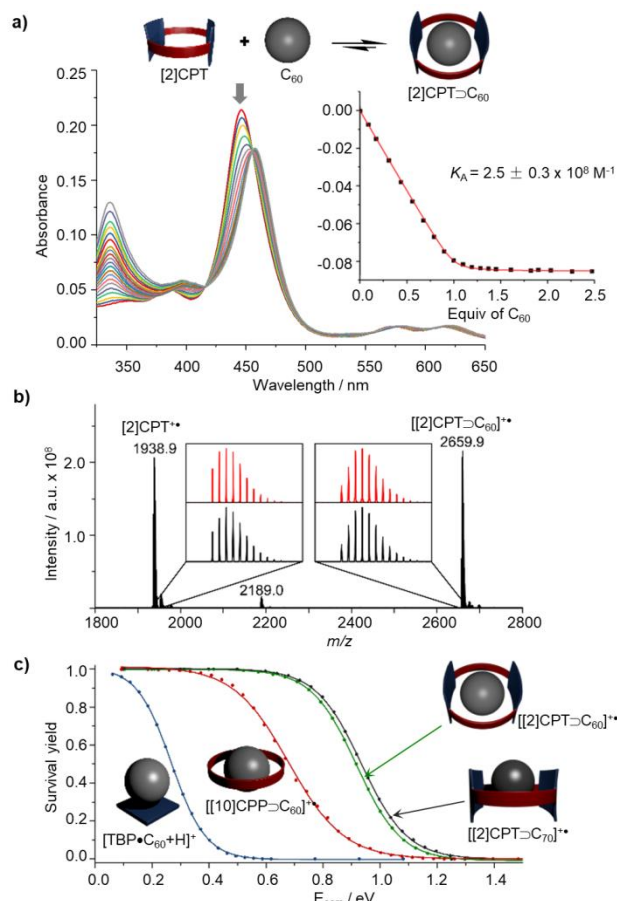 a)
[2]CPT + C₆₀ [2]CPT⊃C₆₀
0.25
0.20
0.15
0.10
0.05
0.00
Absorbance
350 400 450 500 550 600 650
Wavelength / nm
0.00
-0.02
-0.04
-0.06
-0.08
K_A = 2.5 ± 0.3 x 10⁸ M⁻¹
0.0 0.5 1.0 1.5 2.0 2.5
Equiv of C₆₀
b)
[2]CPT⁺•
1938.9
[[2]CPT⊃C₆₀]⁺•
2659.9
2189.0
2.0
1.0
Intensity / a.u. x 10⁸
1800 2000 2200 2400 2600 2800
m/z
c)
1.0
0.8
0.6
0.4
0.2
0.0
Survival yield
[TBP•C₆₀+H]⁺
[[10]CPP⊃C₆₀]⁺•
[[2]CPT⊃C₆₀]⁺•
[[2]CPT⊃C₇₀]⁺•
0.0 0.2 0.4 0.6 0.8 1.0 1.2 1.4
/ eV